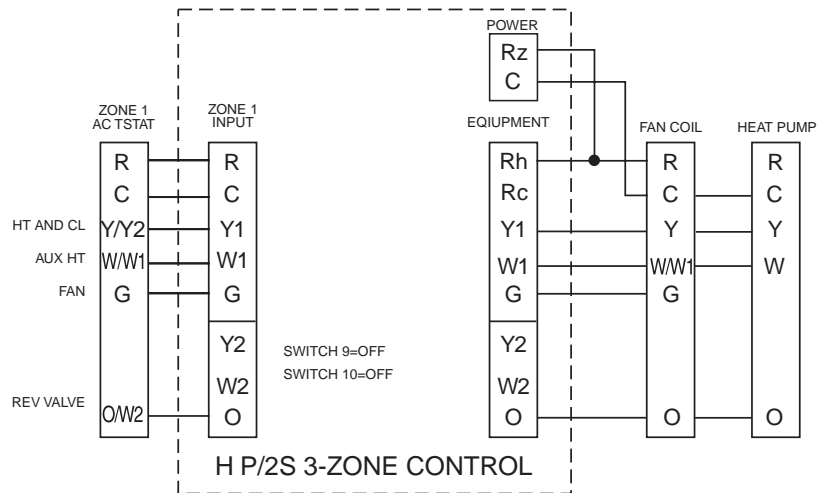 POWER
Rz
C
ZONE 1
AC TSTAT
ZONE 1
INPUT
EQIUPMENT
FAN COIL
HEAT PUMP
R
R
Rh
R
R
C
C
Rc
C
C
HT AND CL
Y/Y2
Y1
Y1
Y
Y
AUX HT
W/W1
W1
W1
W/W1
W
FAN
G
G
G
G
Y2
SWITCH 9=OFF
Y2
W2
SWITCH 10=OFF
W2
REV VALVE
O/W2
O
O
O
O
H P/2S 3-ZONE CONTROL